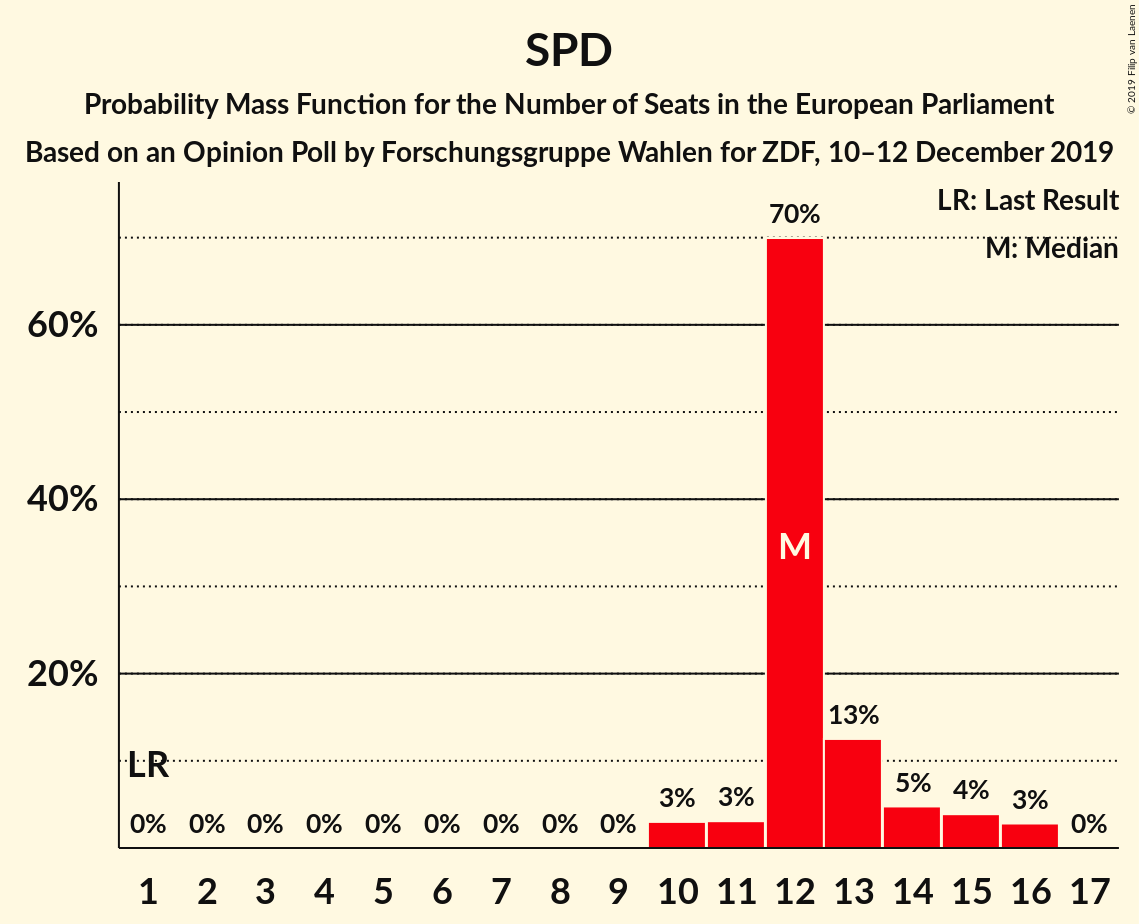 SPD
Probability Mass Function for the Number of Seats in the European Parliament
Based on an Opinion Poll by Forschungsgruppe Wahlen for ZDF, 10–12 December 2019
© 2019 Filip van Laenen
LR: Last Result
M: Median
70%
60%
40%
M
20%
13%
LR
5%
4%
3%
3%
3%
0% 0% 0% 0% 0% 0% 0% 0% 0% 0%
1 2 3 4 5 6 7 8 9 10 11 12 13 14 15 16 17